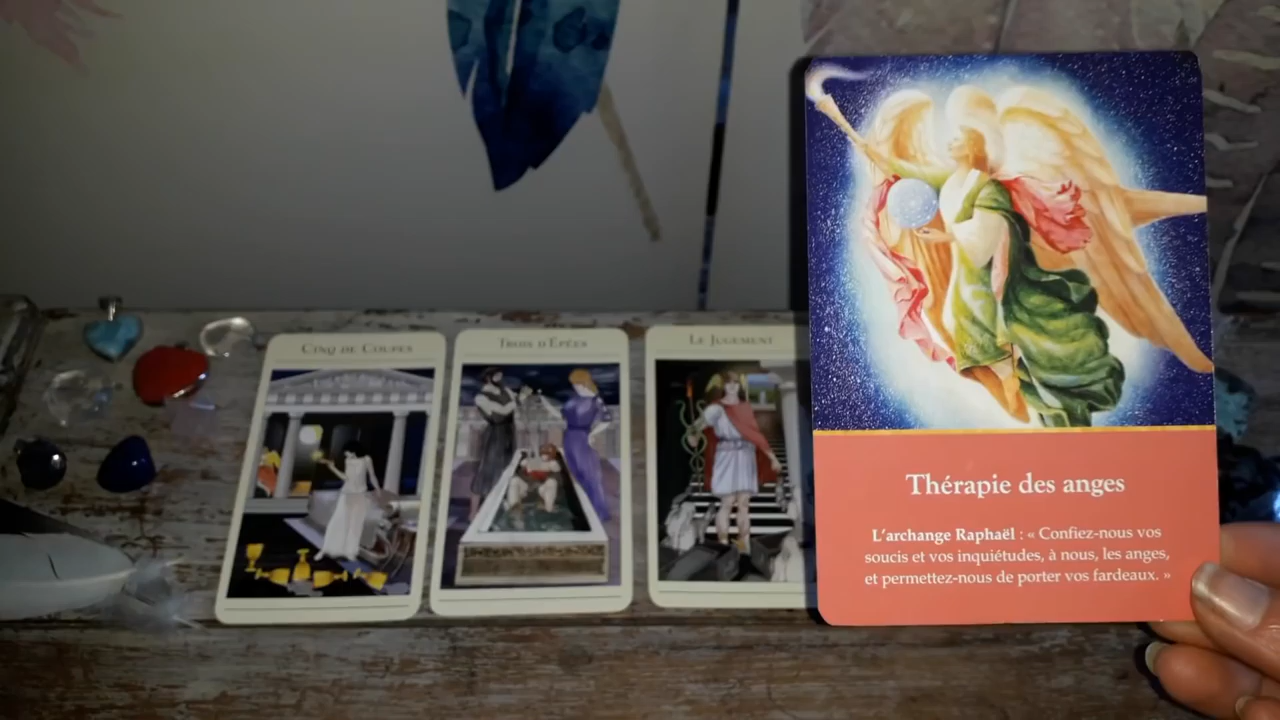 Cinq de Coupes
Trois d'Épées
Le Jugement
Thérapie des anges
L'archange Raphaël : « Confiez-nous vos
soucis et vos inquiétudes, à nous, les anges,
et permettez-nous de porter vos fardeaux. »